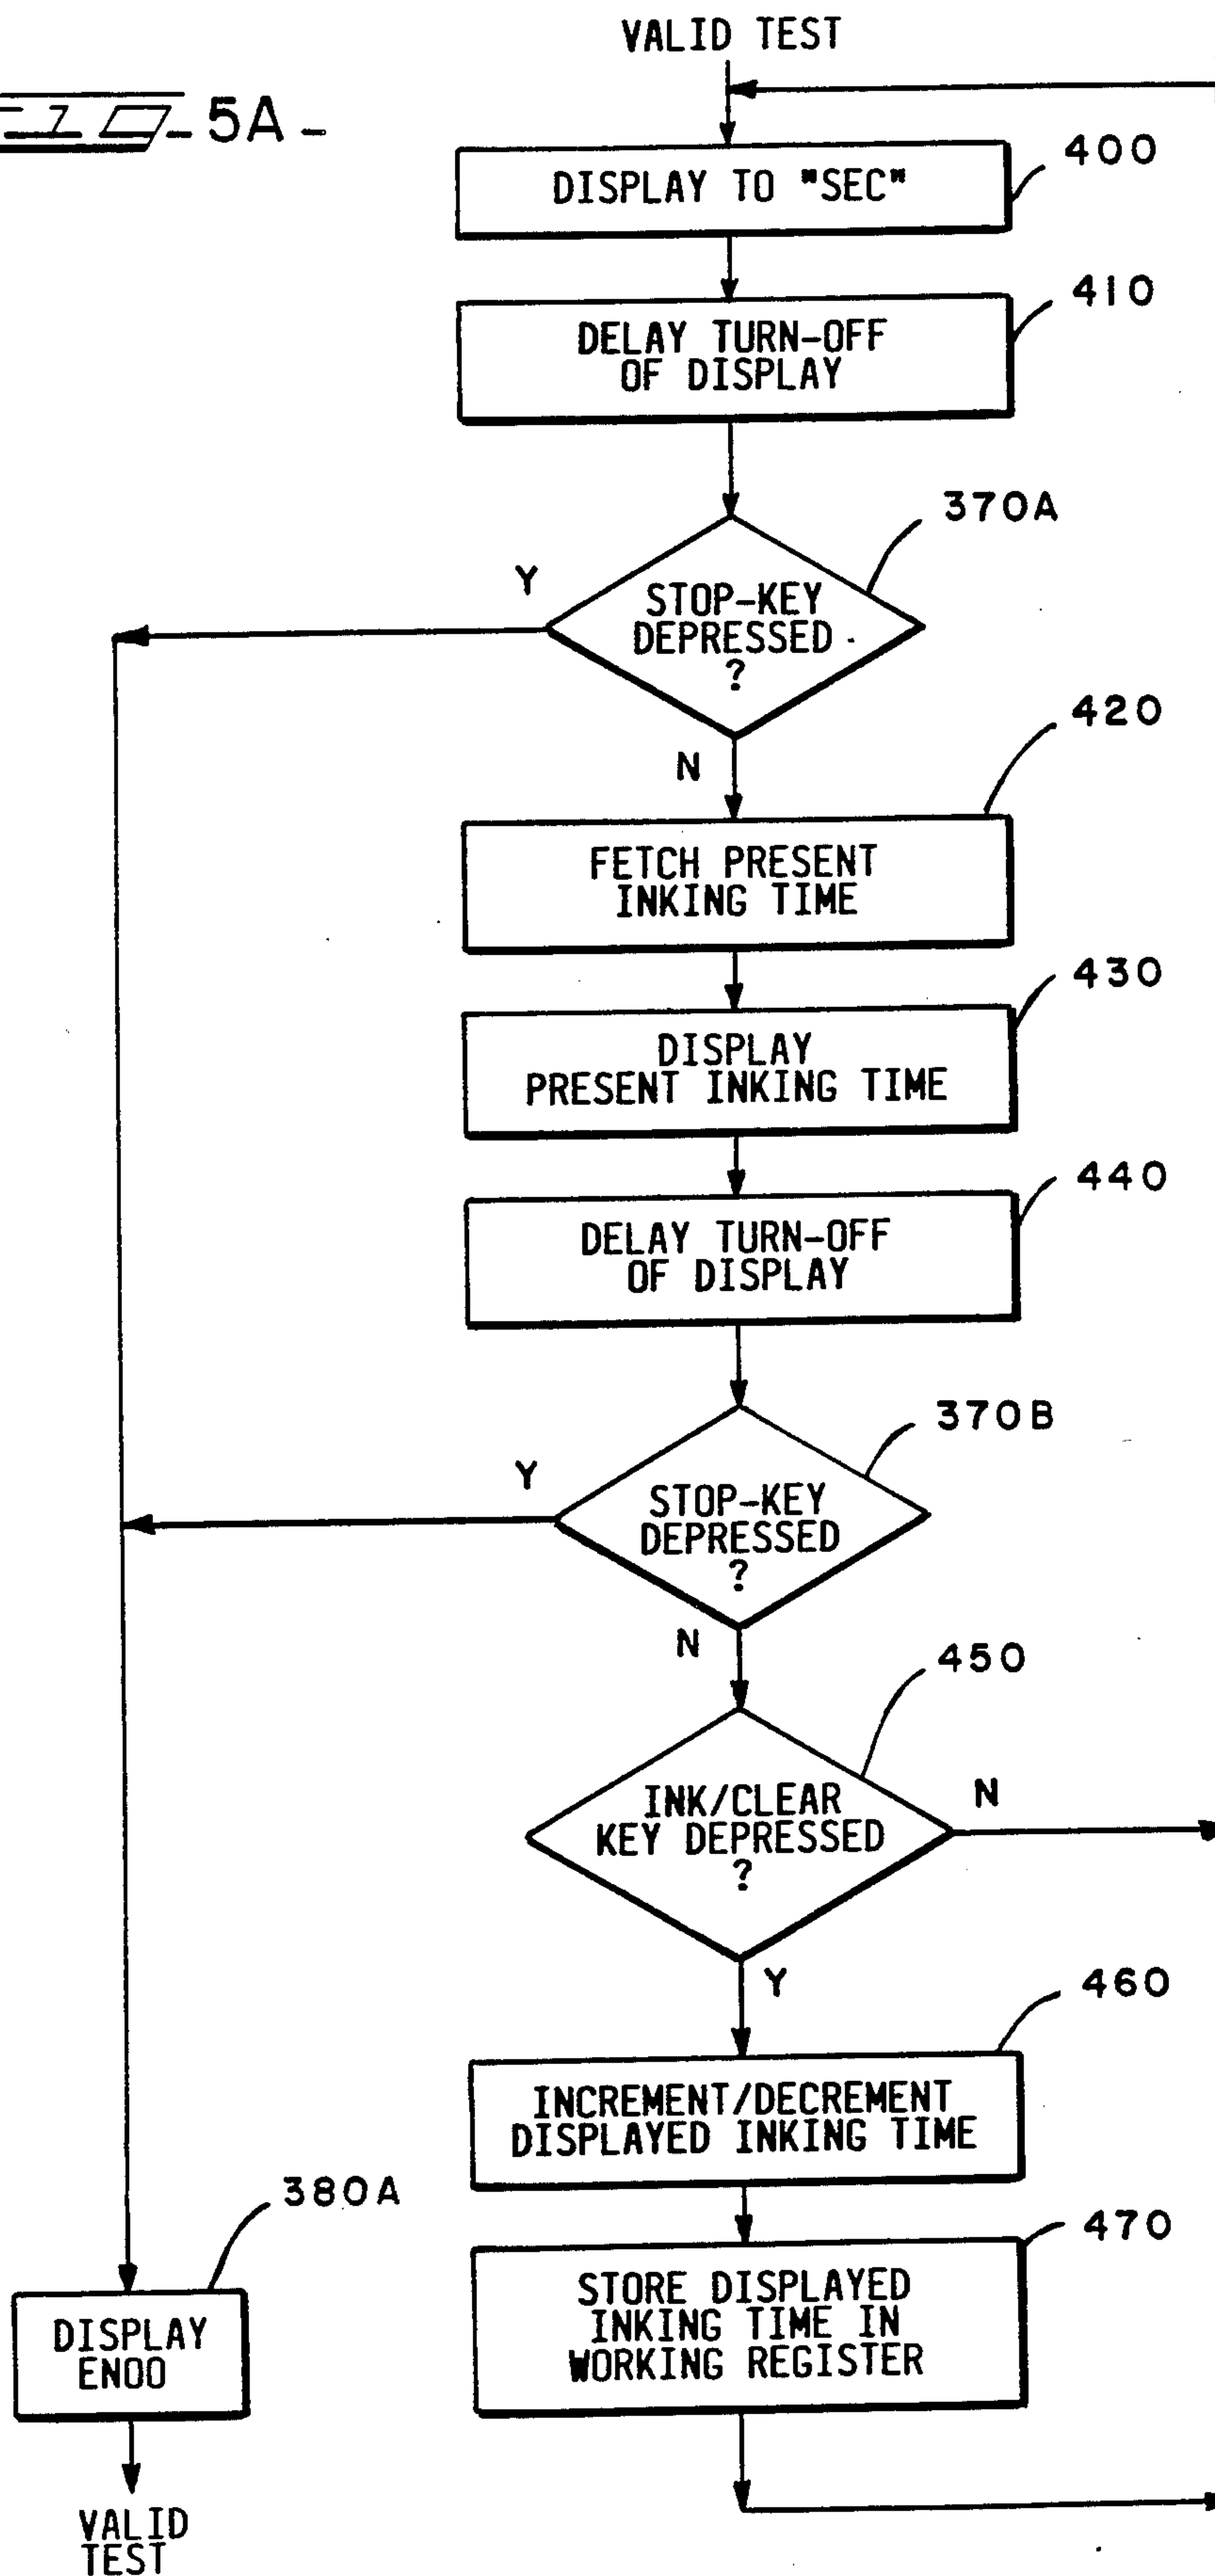 VALID TEST
FIG_5A_
DISPLAY TO "SEC"
400
DELAY TURN-OFF
OF DISPLAY
410
STOP-KEY
DEPRESSED
?
370A
Y
N
FETCH PRESENT
INKING TIME
420
DISPLAY
PRESENT INKING TIME
430
DELAY TURN-OFF
OF DISPLAY
440
STOP-KEY
DEPRESSED
?
370B
Y
N
INK/CLEAR
KEY DEPRESSED
?
450
N
Y
INCREMENT/DECREMENT
DISPLAYED INKING TIME
460
STORE DISPLAYED
INKING TIME IN
WORKING REGISTER
470
DISPLAY
EN00
380A
VALID
TEST